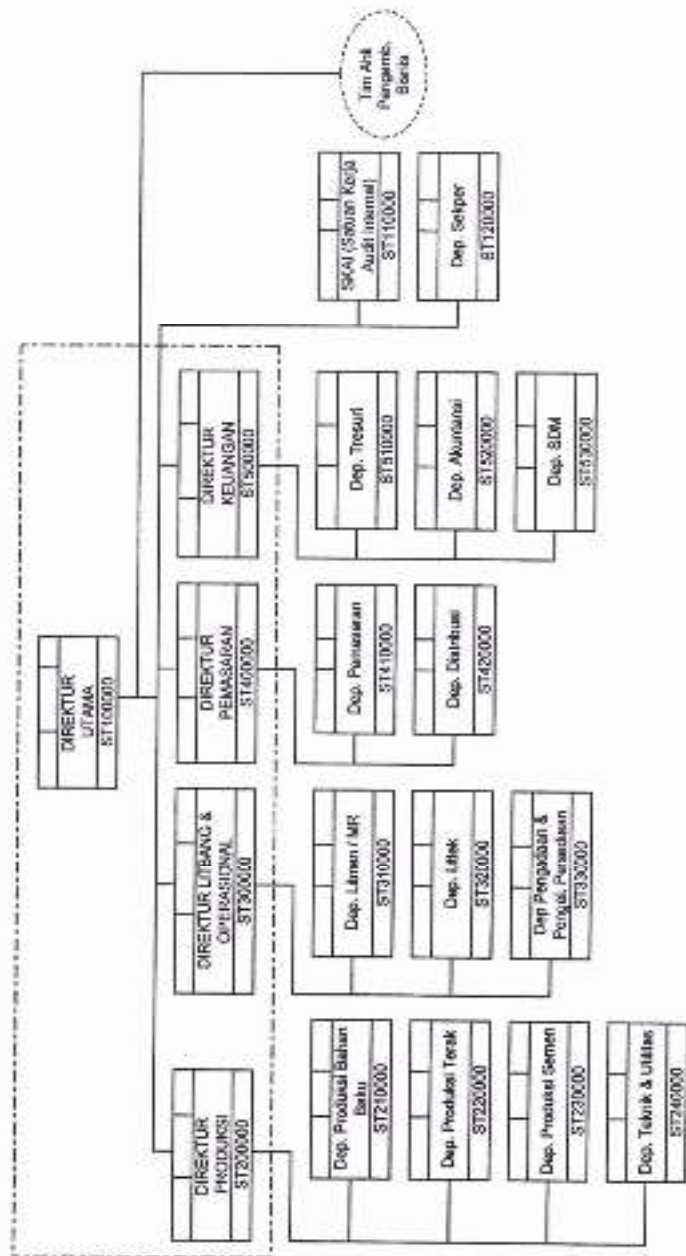 DIREKTUR
UTAMA
ST100000
DIREKTUR
PRODUKSI
ST200000
DIREKTUR LITBANG &
OPERASIONAL
ST300000
DIREKTUR
PEMASARAN
ST400000
DIREKTUR
KEUANGAN
ST500000
Dep. Produksi Bahan
Baku
ST210000
Dep. Produksi Terak
ST220000
Dep. Produksi Semen
ST230000
Dep. Teknik & Utilitas
ST240000
Dep. Litmen / MR
ST310000
Dep. Littek
ST320000
Dep Pengadaan &
Pengel. Persediaan
ST330000
Dep. Pemasaran
ST410000
Dep. Distribusi
ST420000
Dep. Tresuri
ST510000
Dep. Akuntansi
ST520000
Dep. SDM
ST530000
SKAI (Satuan Kerja
Audit Internal)
ST110000
Dep. Sekper
ST120000
Tim Ahli
Pengemb.
Bisnis